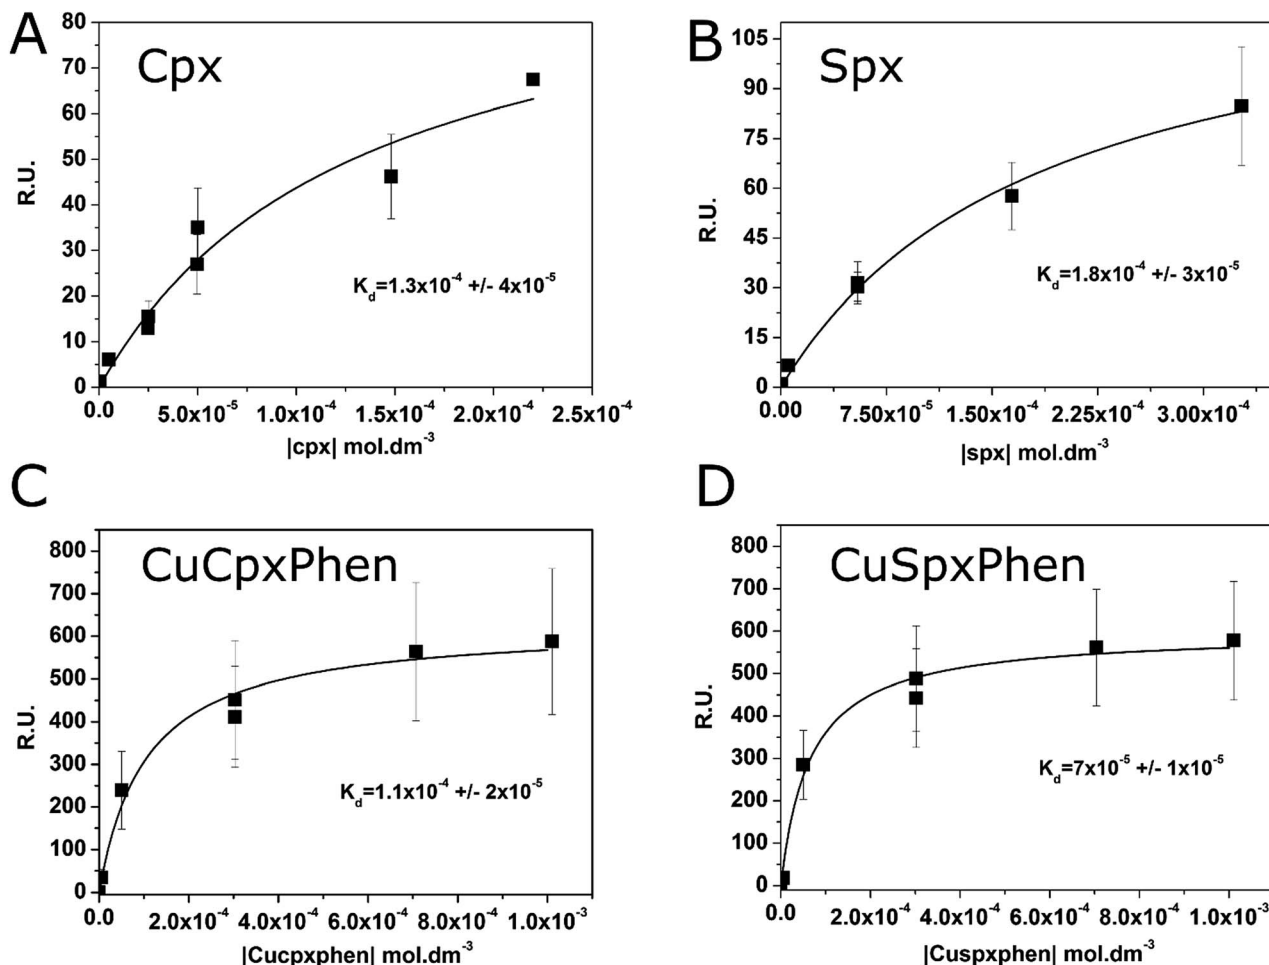 A
Cpx
80
70
60
50
40
30
20
10
0
R.U.
K_d=1.3x10^-4 +/- 4x10^-5
0.0 5.0x10^-5 1.0x10^-4 1.5x10^-4 2.0x10^-4 2.5x10^-4
|cpx| mol.dm^-3
B
Spx
105
90
75
60
45
30
15
0
R.U.
K_d=1.8x10^-4 +/- 3x10^-5
0.00 7.50x10^-5 1.50x10^-4 2.25x10^-4 3.00x10^-4
|spx| mol.dm^-3
C
CuCpxPhen
800
700
600
500
400
300
200
100
0
R.U.
K_d=1.1x10^-4 +/- 2x10^-5
0.0 2.0x10^-4 4.0x10^-4 6.0x10^-4 8.0x10^-4 1.0x10^-3
|Cucpxphen| mol.dm^-3
D
CuSpxPhen
800
700
600
500
400
300
200
100
0
R.U.
K_d=7x10^-5 +/- 1x10^-5
0.0 2.0x10^-4 4.0x10^-4 6.0x10^-4 8.0x10^-4 1.0x10^-3
|Cuspxphen| mol.dm^-3